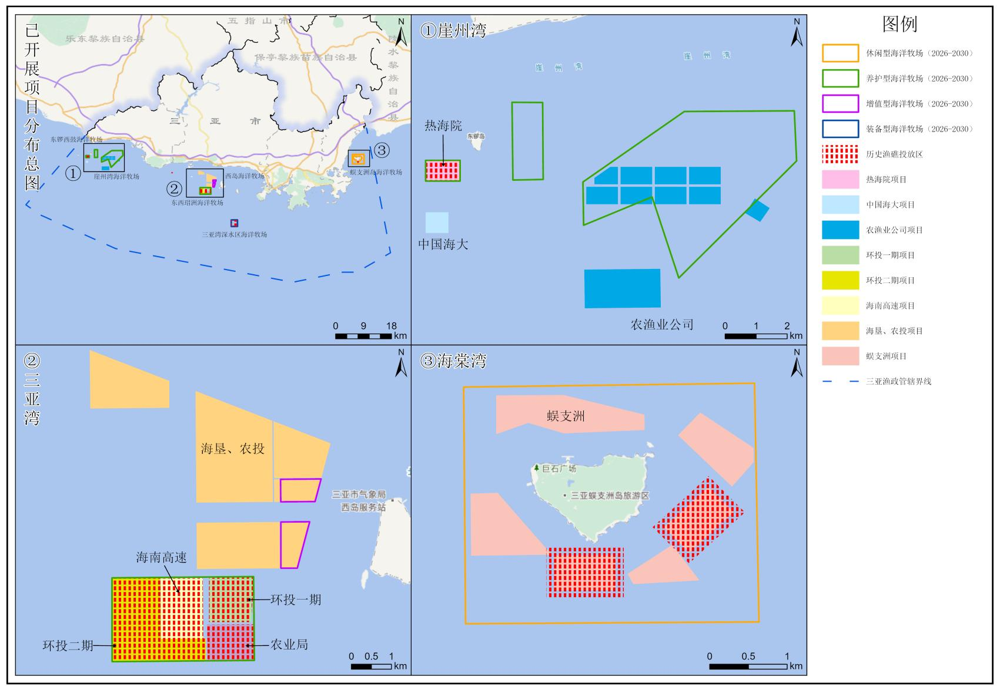 已开展项目分布总图
五指山市
乐东黎族自治县
保亭黎族苗族自治县
陵水黎族自治县
三亚市
N
东锣西鼓海洋牧场
①
崖州湾海洋牧场
②
西岛海洋牧场
东西瑁洲海洋牧场
③
蜈支洲岛海洋牧场
三亚湾深水区海洋牧场
0 9 18 km
①崖州湾
N
崖州湾
崖州湾
热海院
东锣岛
中国海大
农渔业公司
0 1 2 km
②三亚湾
N
海垦、农投
三亚市气象局
西岛服务站
海南高速
环投一期
环投二期
农业局
0 0.5 1 km
③海棠湾
N
蜈支洲
巨石广场
三亚蜈支洲岛旅游区
0 0.5 1 km
图例
休闲型海洋牧场（2026-2030）
养护型海洋牧场（2026-2030）
增值型海洋牧场（2026-2030）
装备型海洋牧场（2026-2030）
历史渔礁投放区
热海院项目
中国海大项目
农渔业公司项目
环投一期项目
环投二期项目
海南高速项目
海垦、农投项目
蜈支洲项目
三亚渔政管辖界线